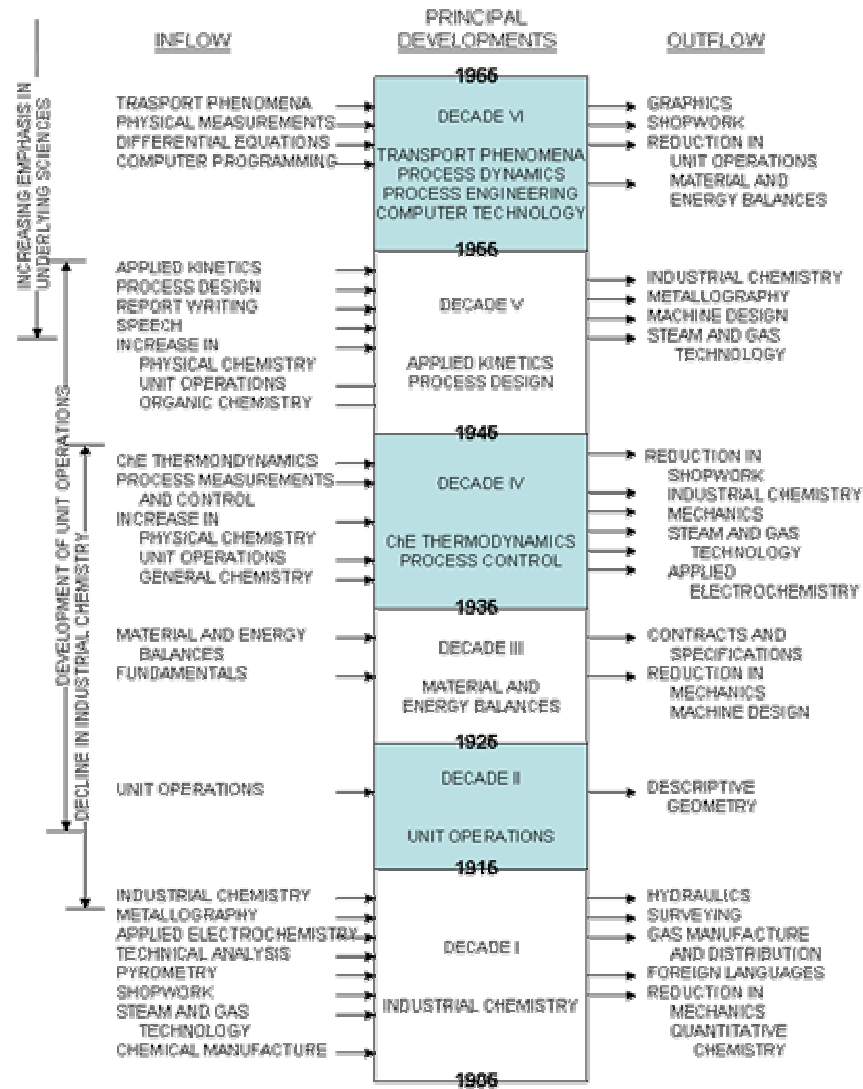 INFLOW
PRINCIPAL
DEVELOPMENTS
OUTFLOW
INCREASING EMPHASIS IN
UNDERLYING SCIENCES
DEVELOPMENT OF UNIT OPERATIONS
DECLINE IN INDUSTRIAL CHEMISTRY
1965
TRASPORT PHENOMENA
PHYSICAL MEASUREMENTS
DIFFERENTIAL EQUATIONS
COMPUTER PROGRAMMING
DECADE VI
TRANSPORT PHENOMENA
PROCESS DYNAMICS
PROCESS ENGINEERING
COMPUTER TECHNOLOGY
GRAPHICS
SHOPWORK
REDUCTION IN
UNIT OPERATIONS
MATERIAL AND
ENERGY BALANCES
1955
APPLIED KINETICS
PROCESS DESIGN
REPORT WRITING
SPEECH
INCREASE IN
PHYSICAL CHEMISTRY
UNIT OPERATIONS
ORGANIC CHEMISTRY
DECADE V
APPLIED KINETICS
PROCESS DESIGN
INDUSTRIAL CHEMISTRY
METALLOGRAPHY
MACHINE DESIGN
STEAM AND GAS
TECHNOLOGY
1945
ChE THERMONDYNAMICS
PROCESS MEASUREMENTS
AND CONTROL
INCREASE IN
PHYSICAL CHEMISTRY
UNIT OPERATIONS
GENERAL CHEMISTRY
DECADE IV
ChE THERMODYNAMICS
PROCESS CONTROL
REDUCTION IN
SHOPWORK
INDUSTRIAL CHEMISTRY
MECHANICS
STEAM AND GAS
TECHNOLOGY
APPLIED
ELECTROCHEMISTRY
1935
MATERIAL AND ENERGY
BALANCES
FUNDAMENTALS
DECADE III
MATERIAL AND
ENERGY BALANCES
CONTRACTS AND
SPECIFICATIONS
REDUCTION IN
MECHANICS
MACHINE DESIGN
1925
UNIT OPERATIONS
DECADE II
UNIT OPERATIONS
DESCRIPTIVE
GEOMETRY
1915
INDUSTRIAL CHEMISTRY
METALLOGRAPHY
APPLIED ELECTROCHEMISTRY
TECHNICAL ANALYSIS
PYROMETRY
SHOPWORK
STEAM AND GAS
TECHNOLOGY
CHEMICAL MANUFACTURE
DECADE I
INDUSTRIAL CHEMISTRY
HYDRAULICS
SURVEYING
GAS MANUFACTURE
AND DISTRIBUTION
FOREIGN LANGUAGES
REDUCTION IN
MECHANICS
QUANTITATIVE
CHEMISTRY
1905